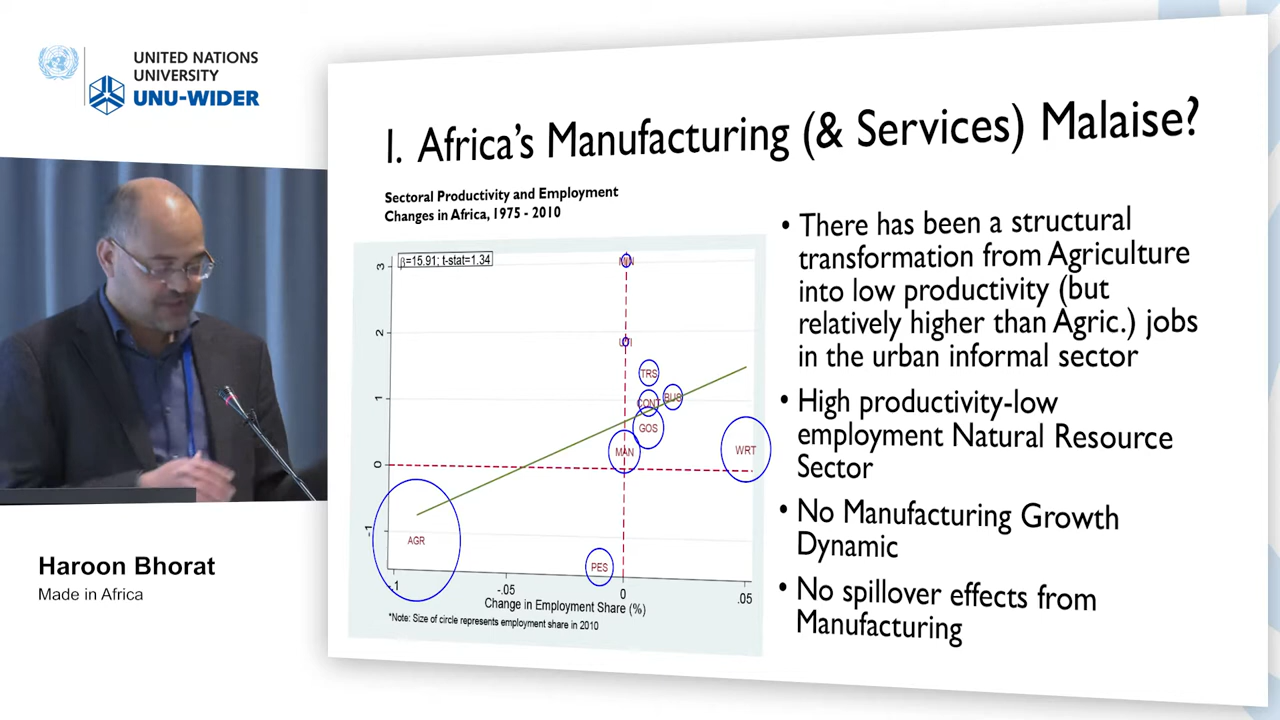 UNITED NATIONS
UNIVERSITY
UNU-WIDER
I. Africa's Manufacturing (& Services) Malaise?
Sectoral Productivity and Employment
Changes in Africa, 1975 - 2010
β=15.91; t-stat=1.34
3
2
1
0
-1
MIN
UTI
TRS
CONT
BUS
GOS
MAN
WRT
AGR
PES
-.1
-.05
0
.05
Change in Employment Share (%)
*Note: Size of circle represents employment share in 2010
• There has been a structural
transformation from Agriculture
into low productivity (but
relatively higher than Agric.) jobs
in the urban informal sector
• High productivity-low
employment Natural Resource
Sector
• No Manufacturing Growth
Dynamic
• No spillover effects from
Manufacturing
Haroon Bhorat
Made in Africa